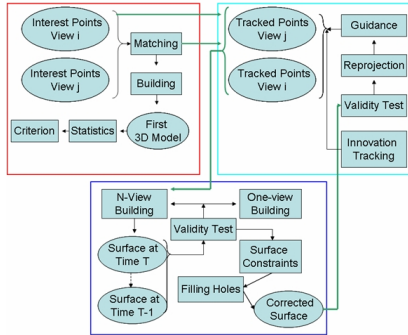 Interest Points
View i
Interest Points
View j
Matching
Building
First
3D Model
Statistics
Criterion
Tracked Points
View j
Tracked Points
View i
Guidance
Reprojection
Validity Test
Innovation
Tracking
N-View
Building
One-view
Building
Validity Test
Surface at
Time T
Surface
Constraints
Filling Holes
Surface at
Time T-1
Corrected
Surface